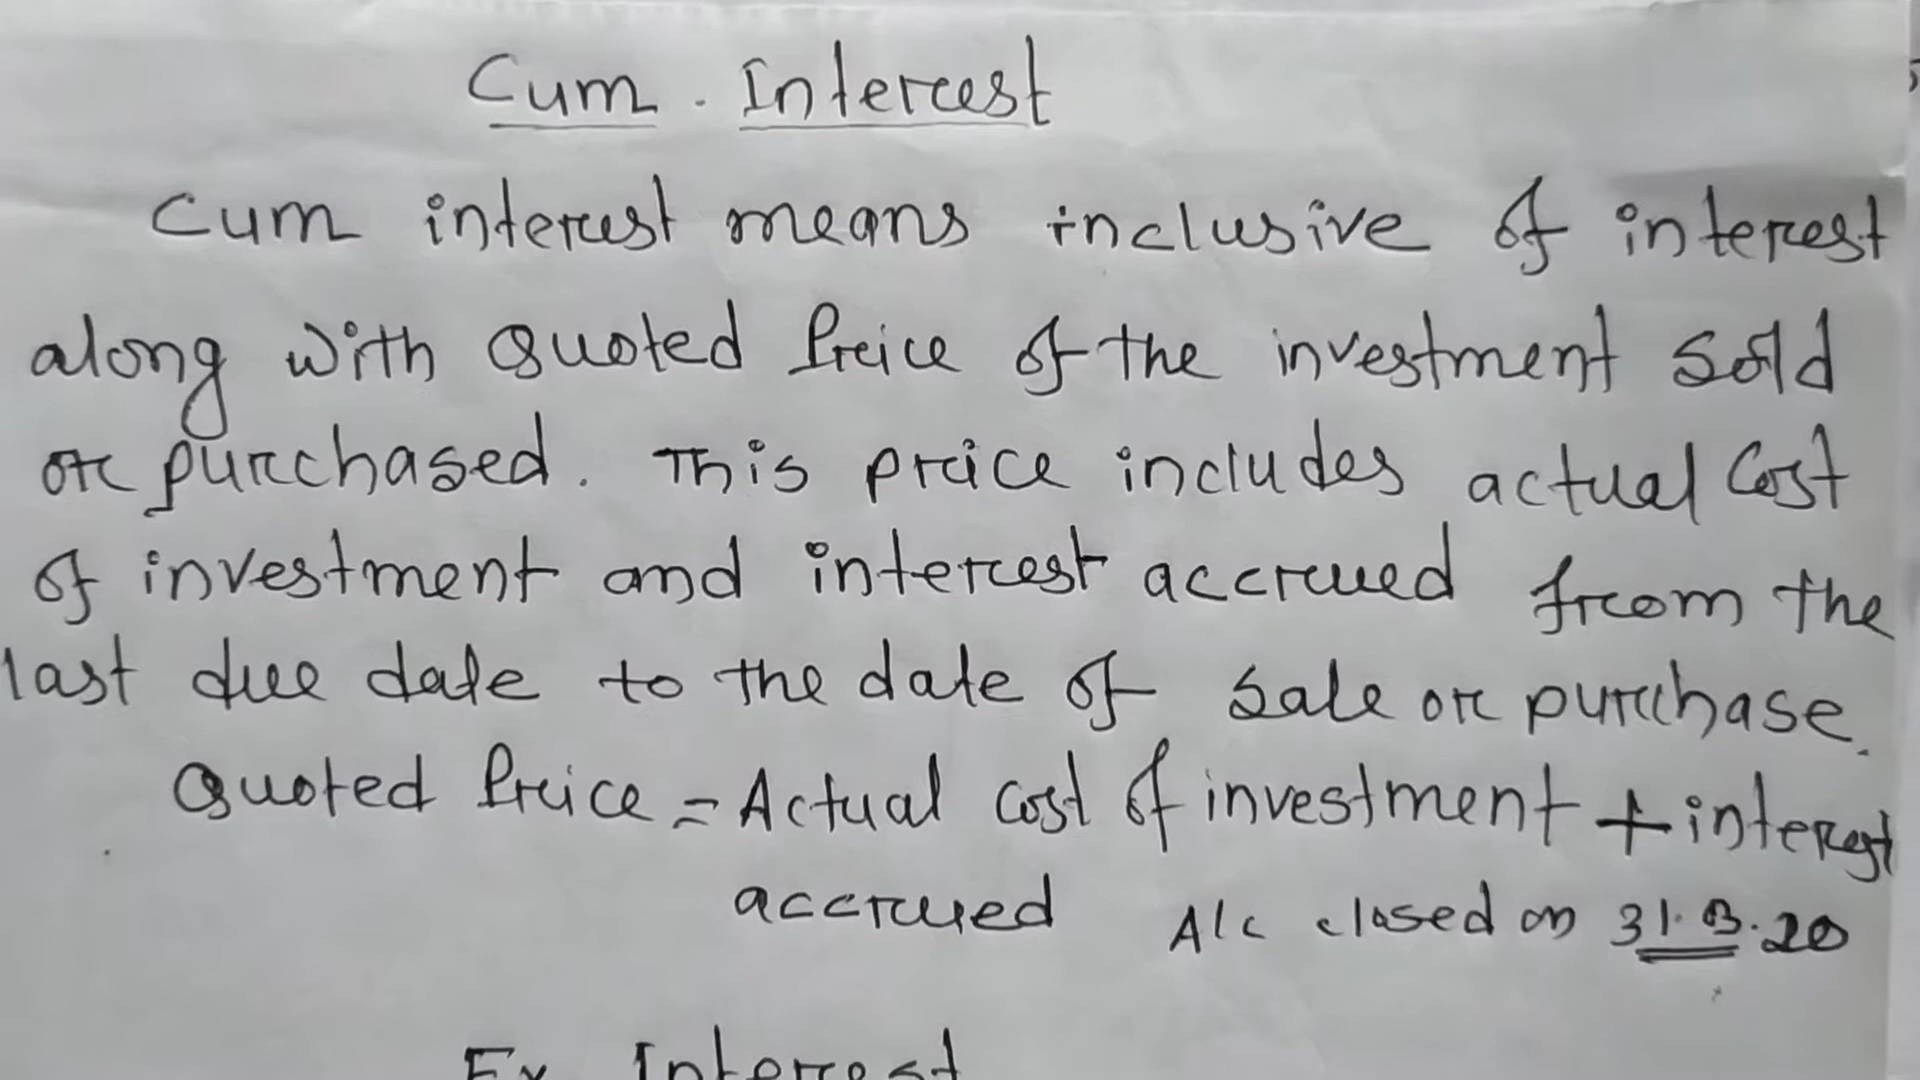 Cum. Interest
Cum interest means inclusive of interest
along with Quoted Price of the investment sold
or purchased. This price includes actual Cost
of investment and interest accrued from the
last due date to the date of sale or purchase.
Quoted Price = Actual Cost of investment + interest
accrued A/c closed on 31.3.20
Ex Interest